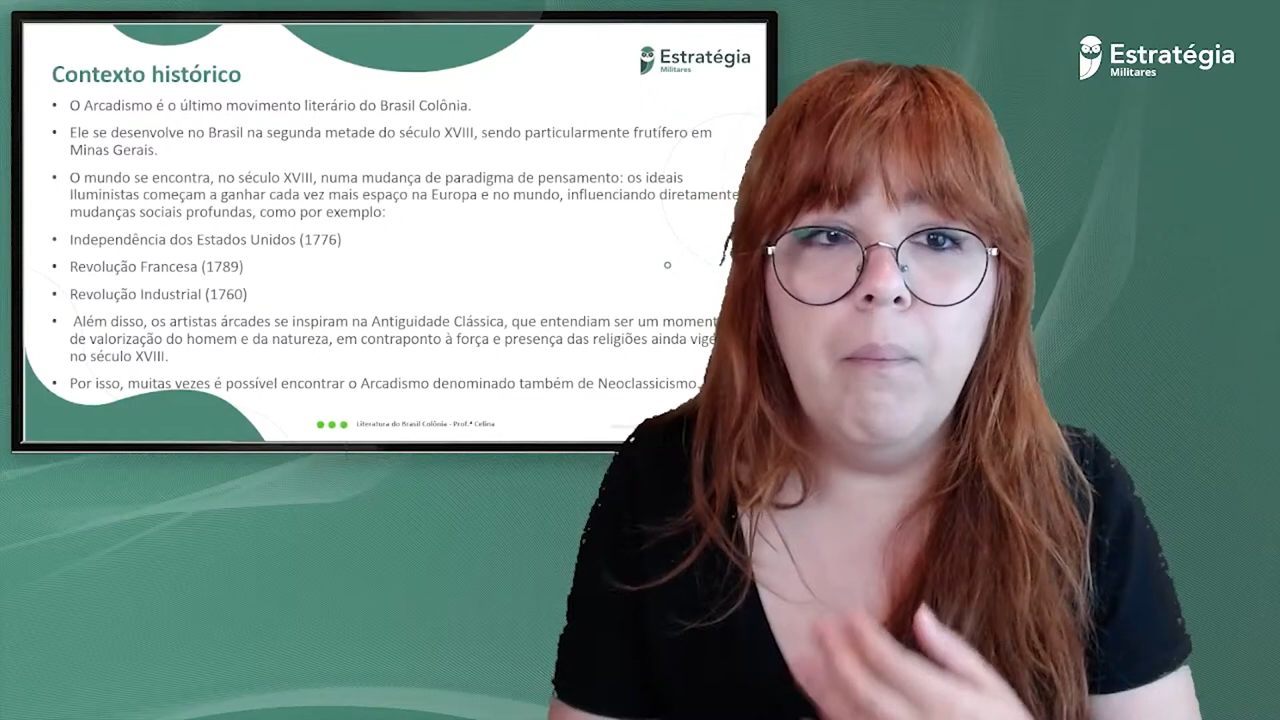 Contexto histórico
Estratégia
Militares
Estratégia
Militares
• O Arcadismo é o último movimento literário do Brasil Colônia.
• Ele se desenvolve no Brasil na segunda metade do século XVIII, sendo particularmente frutífero em
Minas Gerais.
• O mundo se encontra, no século XVIII, numa mudança de paradigma de pensamento: os ideais
Iluministas começam a ganhar cada vez mais espaço na Europa e no mundo, influenciando diretamente
mudanças sociais profundas, como por exemplo:
• Independência dos Estados Unidos (1776)
• Revolução Francesa (1789)
• Revolução Industrial (1760)
• Além disso, os artistas árcades se inspiram na Antiguidade Clássica, que entendiam ser um
de valorização do homem e da natureza, em contraponto à força e presença das religiões ainda
no século XVIII.
• Por isso, muitas vezes é possível encontrar o Arcadismo denominado também de Neoclassicismo.
Literatura do Brasil Colônia - Prof.ª Celina